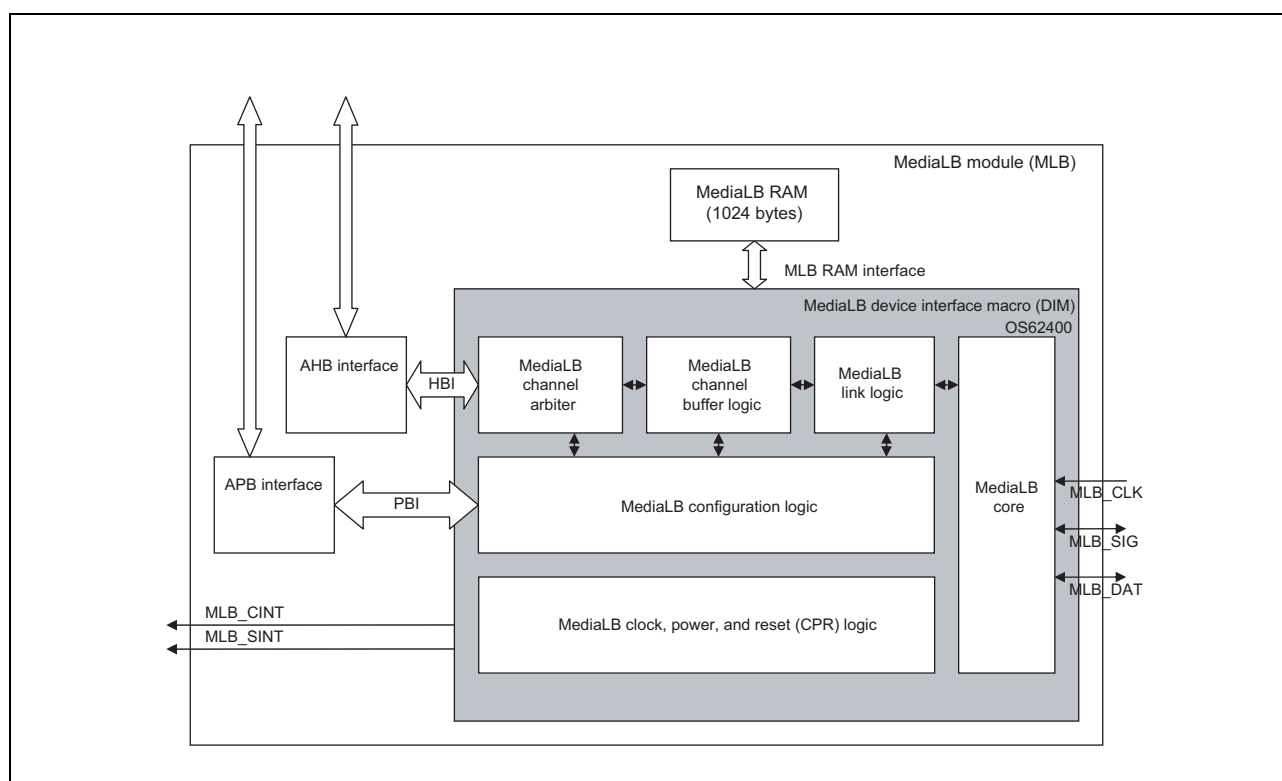 MediaLB module (MLB)
MediaLB RAM
(1024 bytes)
MLB RAM interface
MediaLB device interface macro (DIM)
OS62400
AHB interface
HBI
MediaLB
channel
arbiter
MediaLB
channel
buffer logic
MediaLB
link logic
APB interface
PBI
MediaLB configuration logic
MediaLB
core
MLB_CLK
MLB_SIG
MLB_DAT
MLB_CINT
MLB_SINT
MediaLB clock, power, and reset (CPR) logic